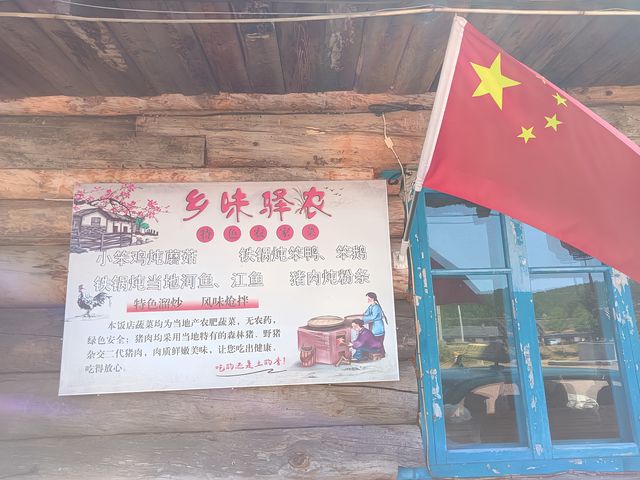 乡味驿农
特色农家菜
小笨鸡炖蘑菇 铁锅炖笨鸭、笨鹅
铁锅炖当地河鱼、江鱼 猪肉炖粉条
特色溜炒 风味炝拌
本饭店蔬菜均为当地产农肥蔬菜,无农药,
绿色安全;猪肉均采用当地特有的森林猪、野猪
杂交二代猪肉,肉质鲜嫩美味,让您吃出健康、
吃得放心。
吃的还是土的香!